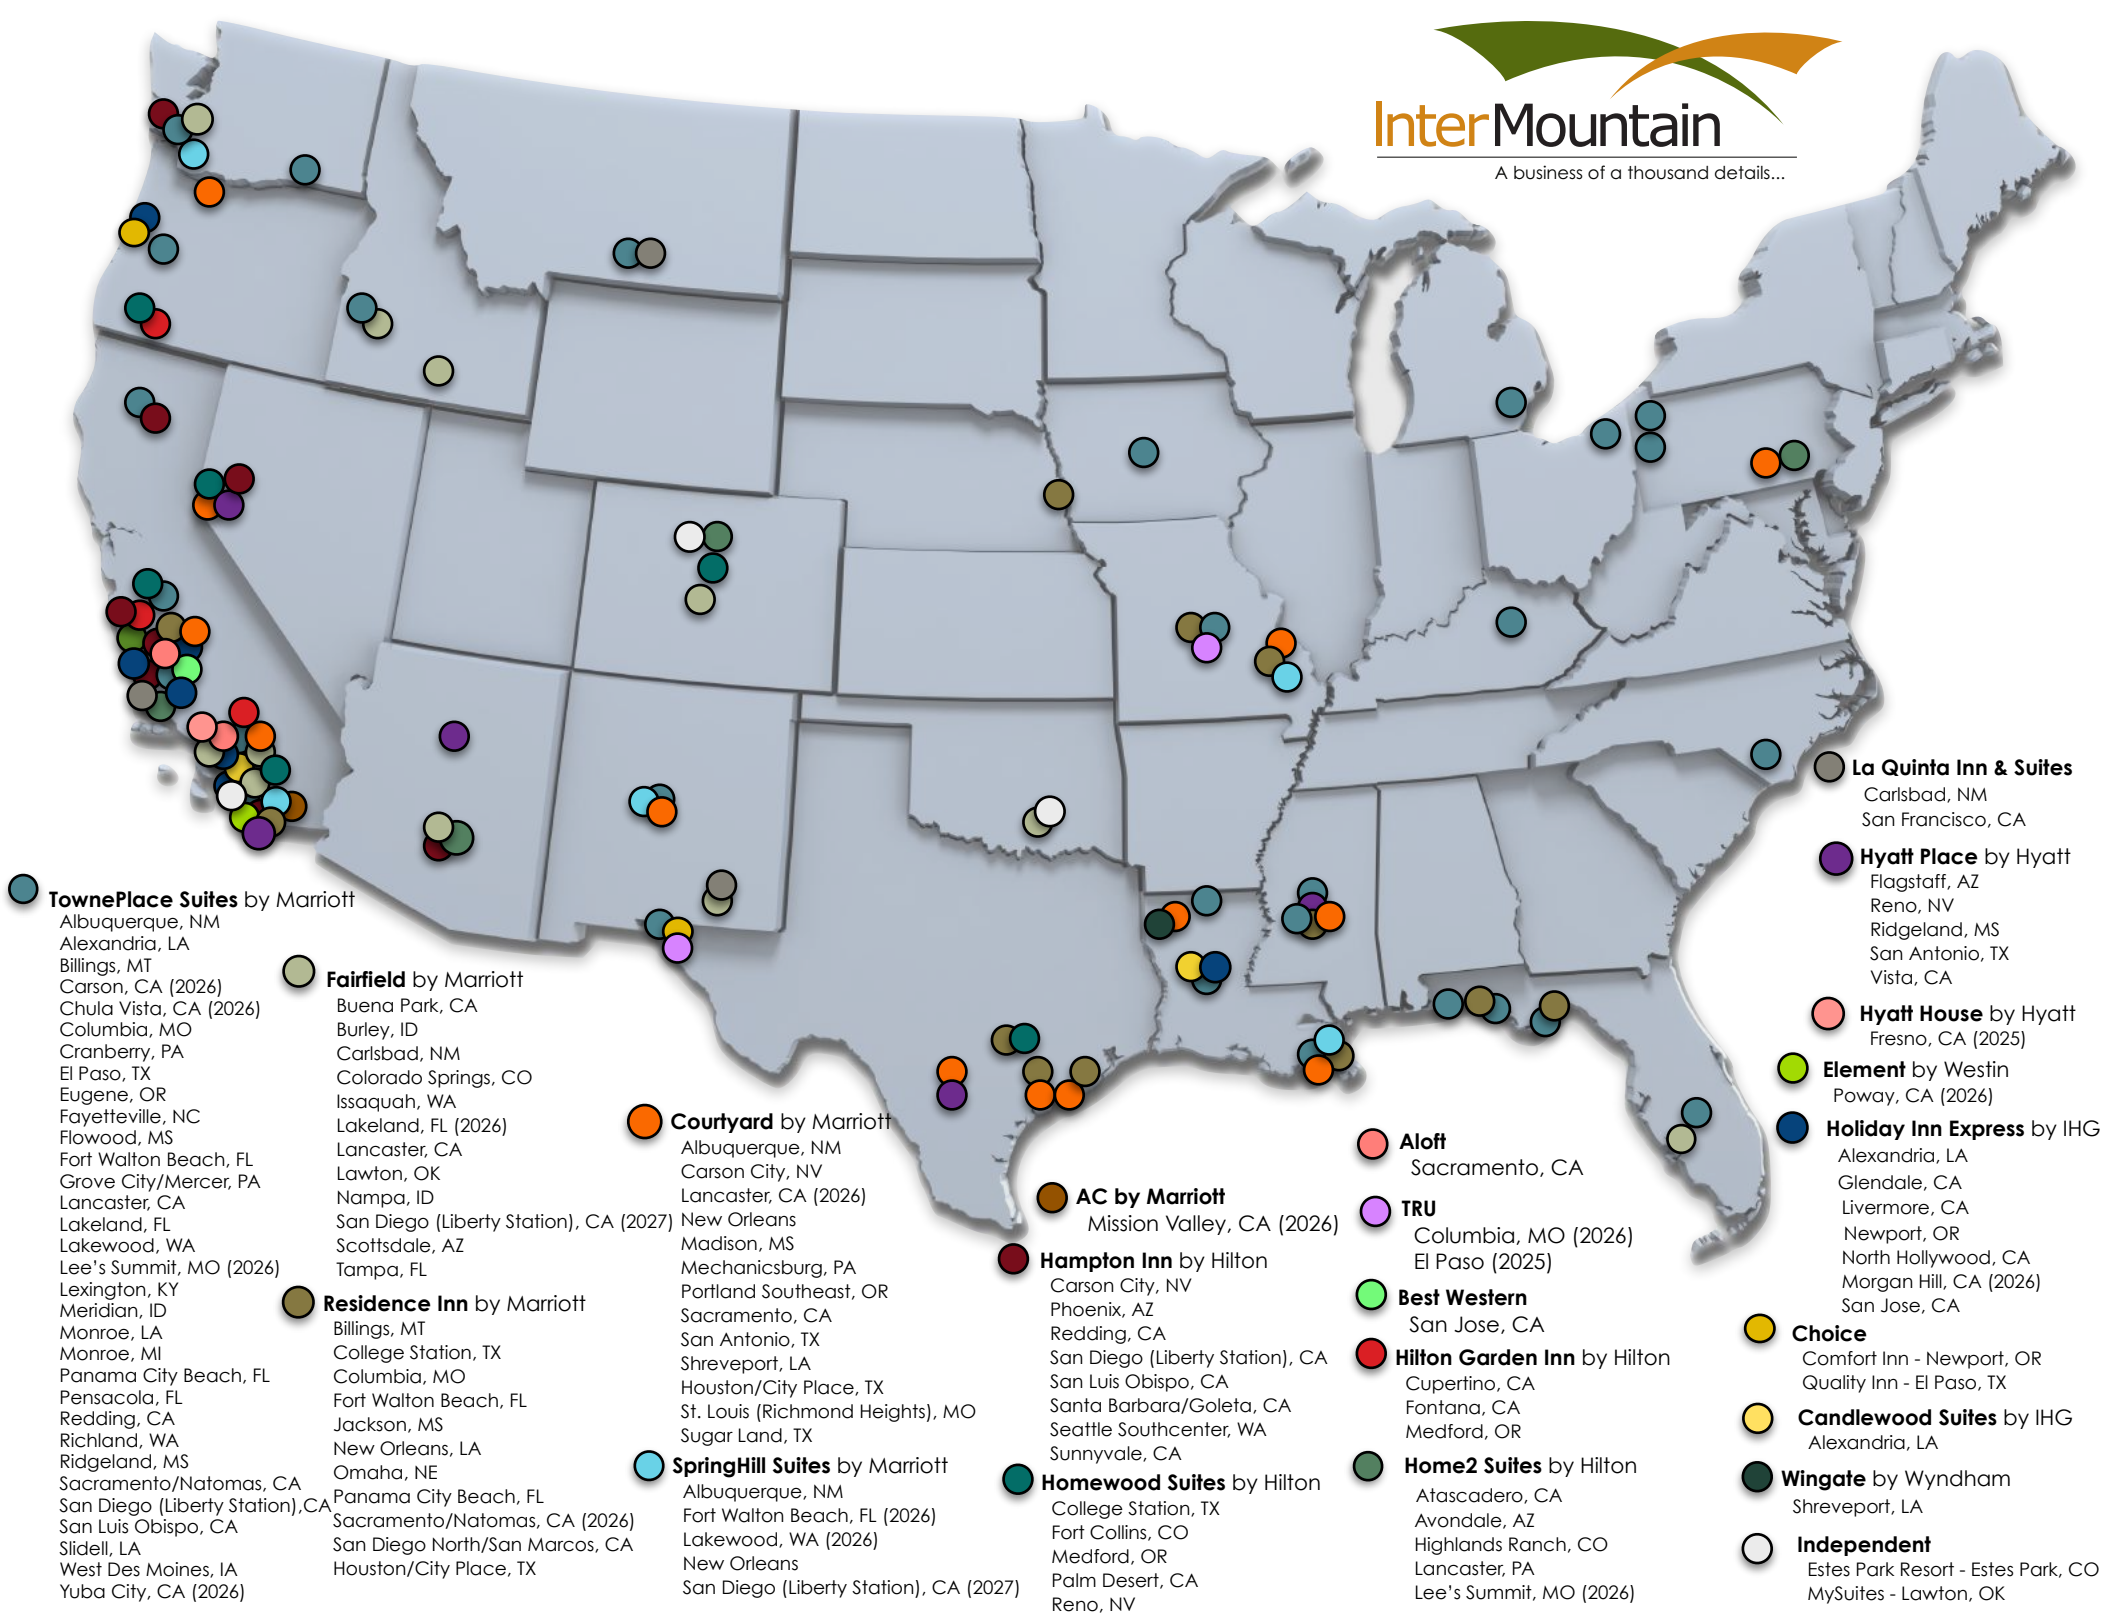 InterMountain
A business of a thousand details...
TownePlace Suites by Marriott
Albuquerque, NM
Alexandria, LA
Billings, MT
Carson, CA (2026)
Chula Vista, CA (2026)
Columbia, MO
Cranberry, PA
El Paso, TX
Eugene, OR
Fayetteville, NC
Flowood, MS
Fort Walton Beach, FL
Grove City/Mercer, PA
Lancaster, CA
Lakeland, FL
Lakewood, WA
Lee's Summit, MO (2026)
Lexington, KY
Meridian, ID
Monroe, LA
Monroe, MI
Panama City Beach, FL
Pensacola, FL
Redding, CA
Richland, WA
Ridgeland, MS
Sacramento/Natomas, CA
San Diego (Liberty Station),CA
San Luis Obispo, CA
Slidell, LA
West Des Moines, IA
Yuba City, CA (2026)
Fairfield by Marriott
Buena Park, CA
Burley, ID
Carlsbad, NM
Colorado Springs, CO
Issaquah, WA
Lakeland, FL (2026)
Lancaster, CA
Lawton, OK
Nampa, ID
San Diego (Liberty Station), CA (2027)
Scottsdale, AZ
Tampa, FL
Residence Inn by Marriott
Billings, MT
College Station, TX
Columbia, MO
Fort Walton Beach, FL
Jackson, MS
New Orleans, LA
Omaha, NE
Panama City Beach, FL
Sacramento/Natomas, CA (2026)
San Diego North/San Marcos, CA
Houston/City Place, TX
Courtyard by Marriott
Albuquerque, NM
Carson City, NV
Lancaster, CA (2026)
New Orleans
Madison, MS
Mechanicsburg, PA
Portland Southeast, OR
Sacramento, CA
San Antonio, TX
Shreveport, LA
Houston/City Place, TX
St. Louis (Richmond Heights), MO
Sugar Land, TX
SpringHill Suites by Marriott
Albuquerque, NM
Fort Walton Beach, FL (2026)
Lakewood, WA (2026)
New Orleans
San Diego (Liberty Station), CA (2027)
AC by Marriott
Mission Valley, CA (2026)
Hampton Inn by Hilton
Carson City, NV
Phoenix, AZ
Redding, CA
San Diego (Liberty Station), CA
San Luis Obispo, CA
Santa Barbara/Goleta, CA
Seattle Southcenter, WA
Sunnyvale, CA
Homewood Suites by Hilton
College Station, TX
Fort Collins, CO
Medford, OR
Palm Desert, CA
Reno, NV
Aloft
Sacramento, CA
TRU
Columbia, MO (2026)
El Paso (2025)
Best Western
San Jose, CA
Hilton Garden Inn by Hilton
Cupertino, CA
Fontana, CA
Medford, OR
Home2 Suites by Hilton
Atascadero, CA
Avondale, AZ
Highlands Ranch, CO
Lancaster, PA
Lee's Summit, MO (2026)
La Quinta Inn & Suites
Carlsbad, NM
San Francisco, CA
Hyatt Place by Hyatt
Flagstaff, AZ
Reno, NV
Ridgeland, MS
San Antonio, TX
Vista, CA
Hyatt House by Hyatt
Fresno, CA (2025)
Element by Westin
Poway, CA (2026)
Holiday Inn Express by IHG
Alexandria, LA
Glendale, CA
Livermore, CA
Newport, OR
North Hollywood, CA
Morgan Hill, CA (2026)
San Jose, CA
Choice
Comfort Inn - Newport, OR
Quality Inn - El Paso, TX
Candlewood Suites by IHG
Alexandria, LA
Wingate by Wyndham
Shreveport, LA
Independent
Estes Park Resort - Estes Park, CO
MySuites - Lawton, OK